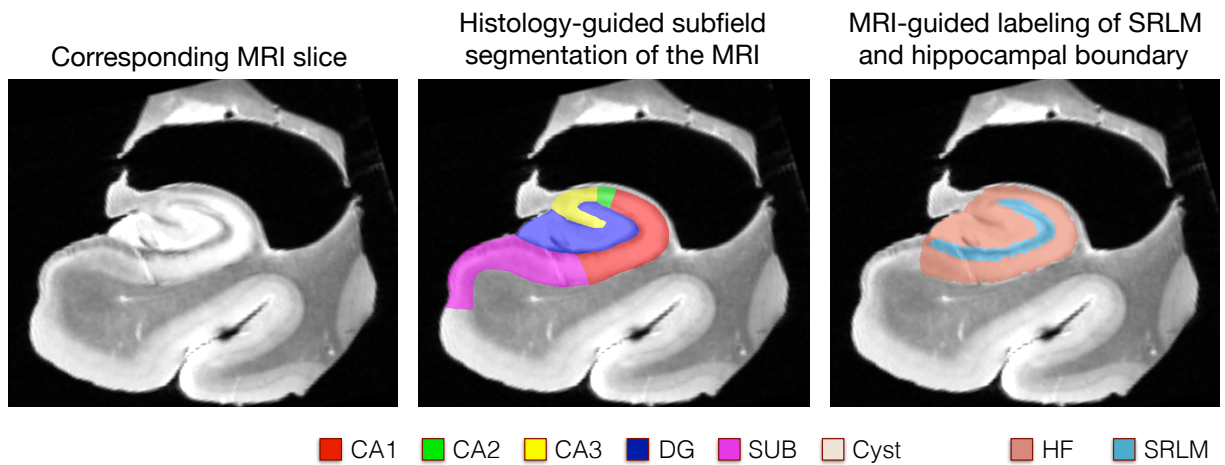 Corresponding MRI slice
Histology-guided subfield
segmentation of the MRI
MRI-guided labeling of SRLM
and hippocampal boundary
CA1 CA2 CA3 DG SUB Cyst HF SRLM